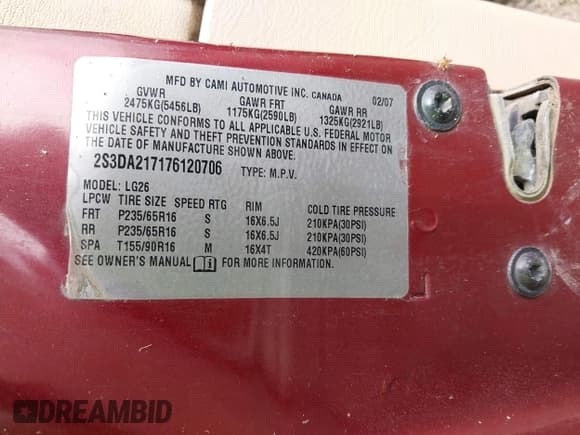 MFD BY CAMI AUTOMOTIVE INC. CANADA 02/07
GVWR GAWR FRT GAWR RR
2475KG(5456LB) 1175KG(2590LB) 1325KG(2921LB)
THIS VEHICLE CONFORMS TO ALL APPLICABLE U.S. FEDERAL MOTOR
VEHICLE SAFETY AND THEFT PREVENTION STANDARDS IN EFFECT ON
THE DATE OF MANUFACTURE SHOWN ABOVE.
2S3DA217176120706 TYPE: M.P.V.
MODEL: LG26
LPCW TIRE SIZE SPEED RTG RIM COLD TIRE PRESSURE
FRT P235/65R16 S 16X6.5J 210KPA(30PSI)
RR P235/65R16 S 16X6.5J 210KPA(30PSI)
SPA T155/90R16 M 16X4T 420KPA(60PSI)
SEE OWNER'S MANUAL FOR MORE INFORMATION.
DREAMBID